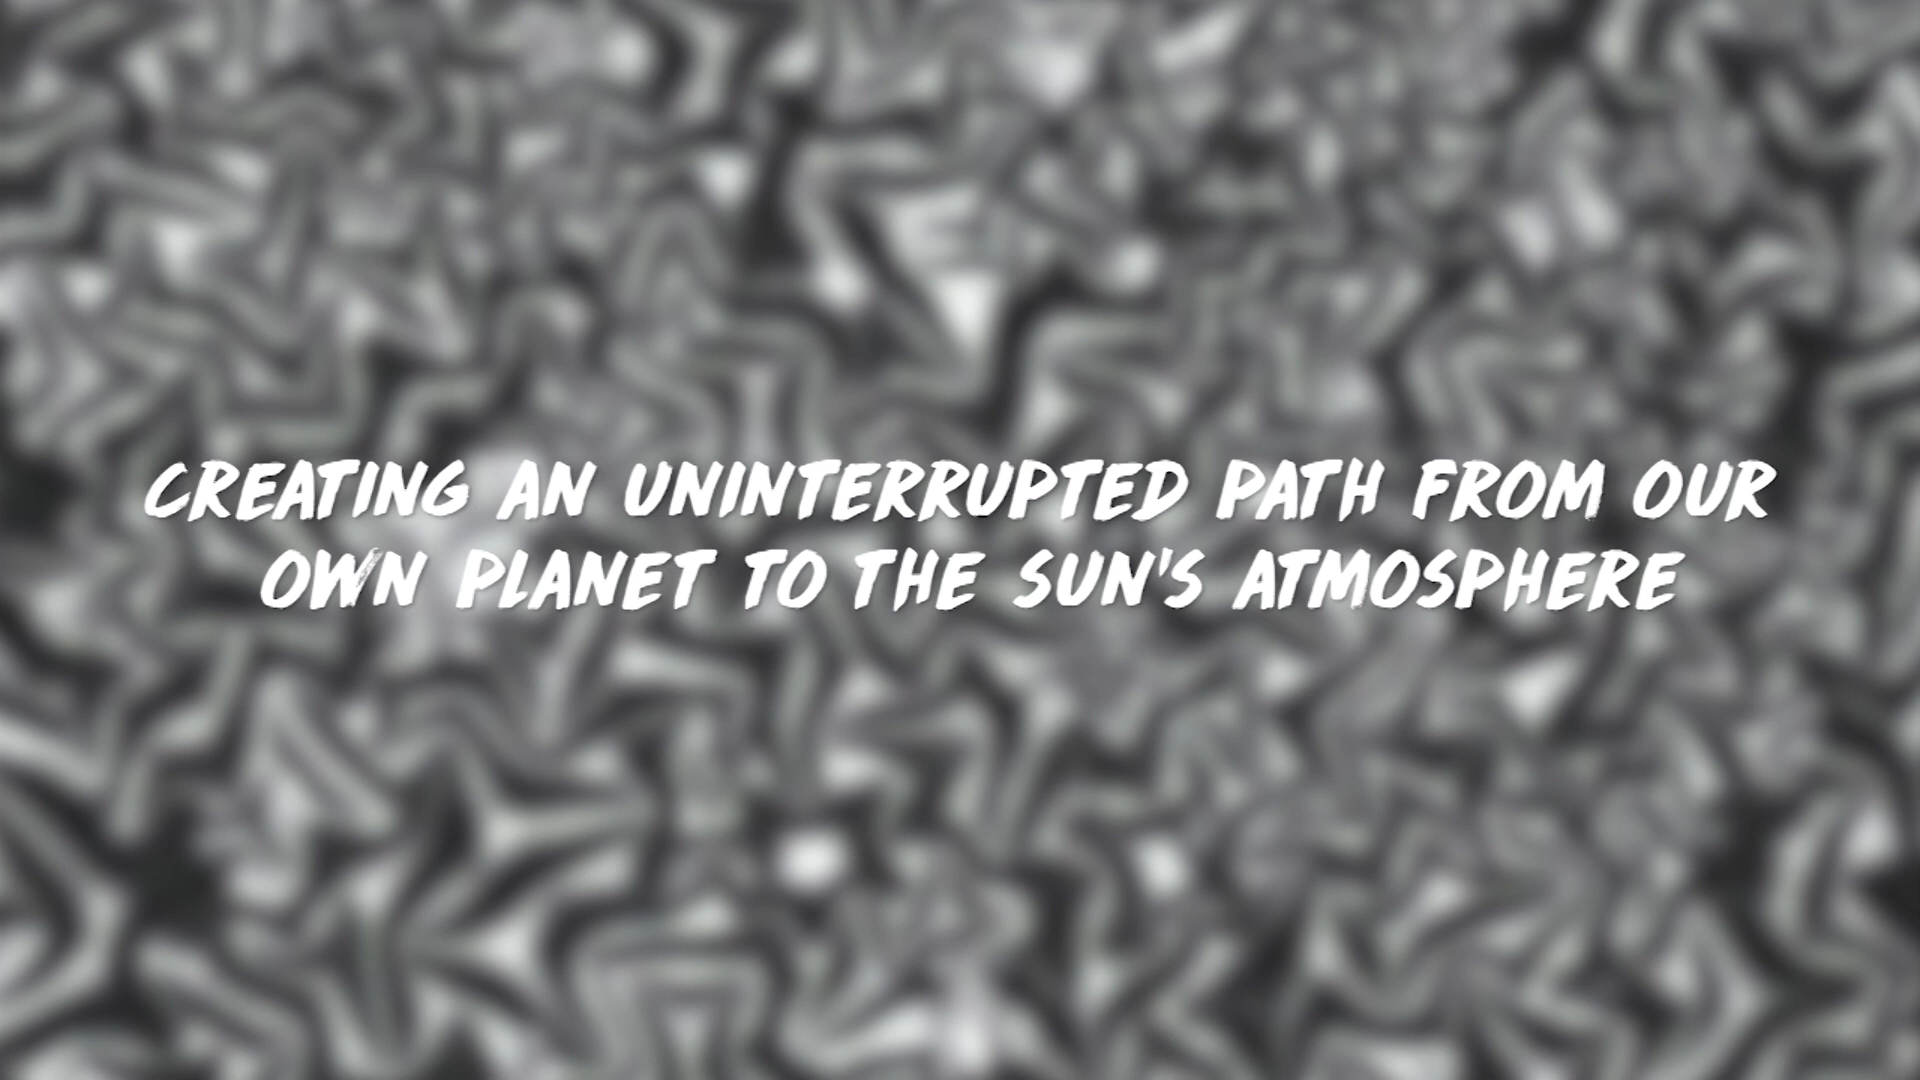 CREATING AN UNINTERRUPTED PATH FROM OUR
OWN PLANET TO THE SUN'S ATMOSPHERE